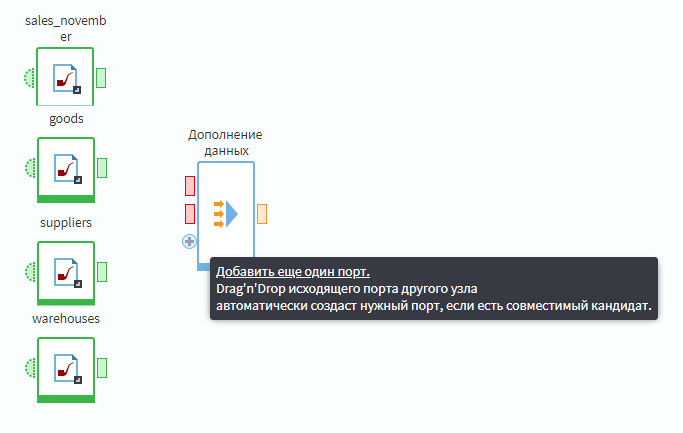 sales_novemb
er
goods
Дополнение
данных
suppliers
Добавить еще один порт.
Drag'n'Drop исходящего порта другого узла
автоматически создаст нужный порт, если есть совместимый кандидат.
warehouses